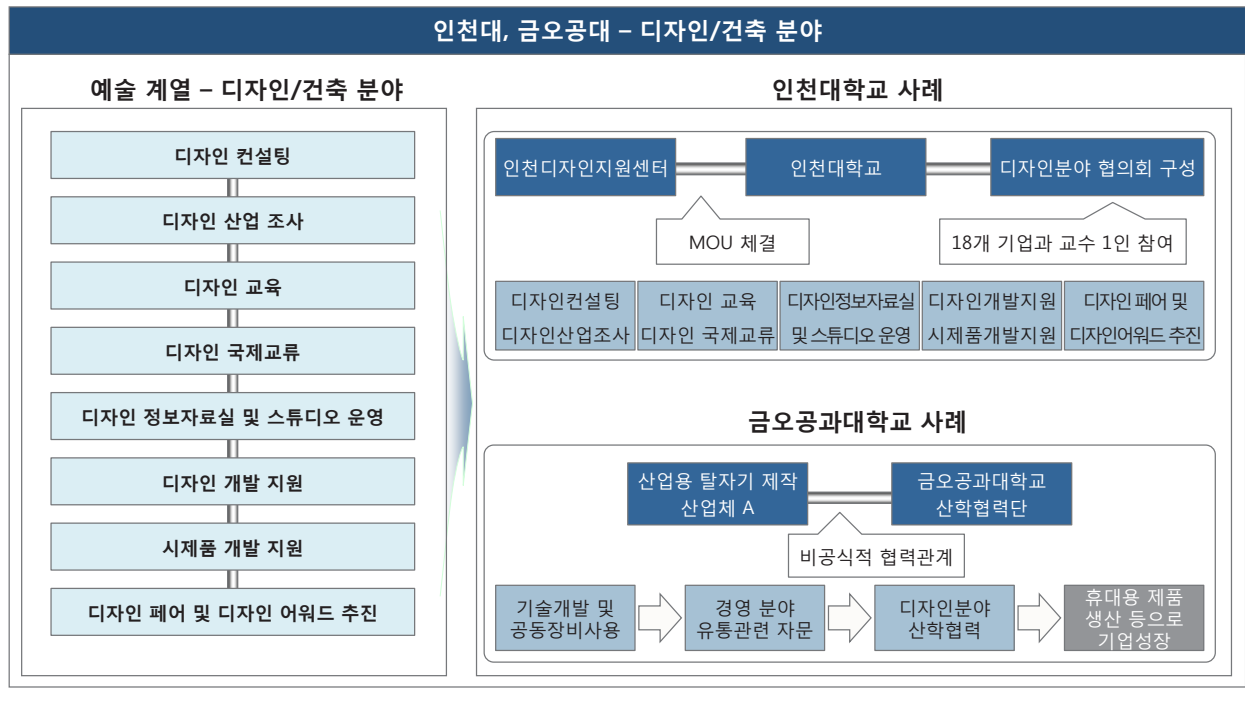 인천대, 금오공대 – 디자인/건축 분야
예술 계열 – 디자인/건축 분야
디자인 컨설팅
디자인 산업 조사
디자인 교육
디자인 국제교류
디자인 정보자료실 및 스튜디오 운영
디자인 개발 지원
시제품 개발 지원
디자인 페어 및 디자인 어워드 추진
인천대학교 사례
인천디자인지원센터
인천대학교
디자인분야 협의회 구성
MOU 체결
18개 기업과 교수 1인 참여
디자인컨설팅
디자인산업조사
디자인 교육
디자인 국제교류
디자인정보자료실
및 스튜디오 운영
디자인개발지원
시제품개발지원
디자인 페어 및
디자인어워드 추진
금오공과대학교 사례
산업용 탈자기 제작
산업체 A
금오공과대학교
산학협력단
비공식적 협력관계
기술개발 및
공동장비사용
경영 분야
유통관련 자문
디자인분야
산학협력
휴대용 제품
생산 등으로
기업성장